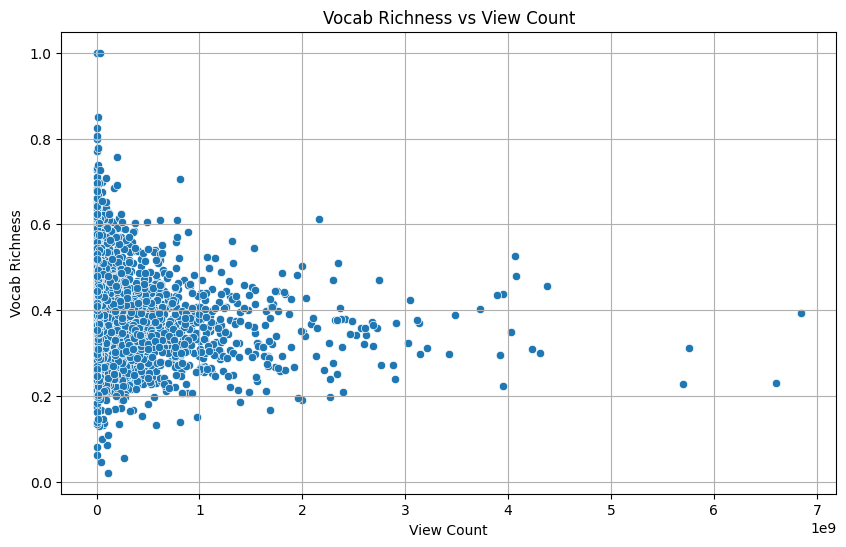 Vocab Richness vs View Count
1.0
0.8
0.6
0.4
0.2
0.0
Vocab Richness
0 1 2 3 4 5 6 7
1e9
View Count